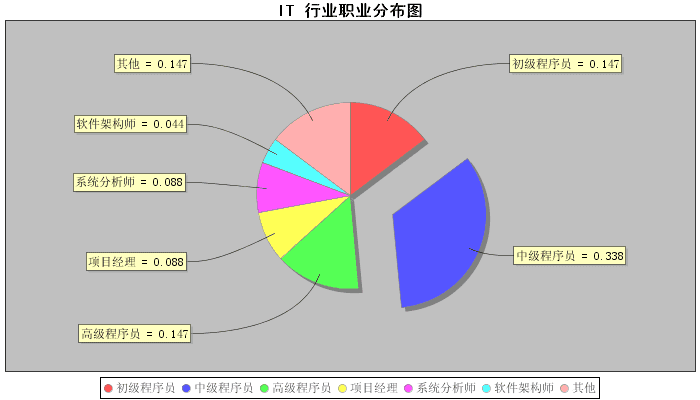 IT 行业职业分布图
其他 = 0.147
初级程序员 = 0.147
软件架构师 = 0.044
系统分析师 = 0.088
中级程序员 = 0.338
项目经理 = 0.088
高级程序员 = 0.147
初级程序员 中级程序员 高级程序员 项目经理 系统分析师 软件架构师 其他